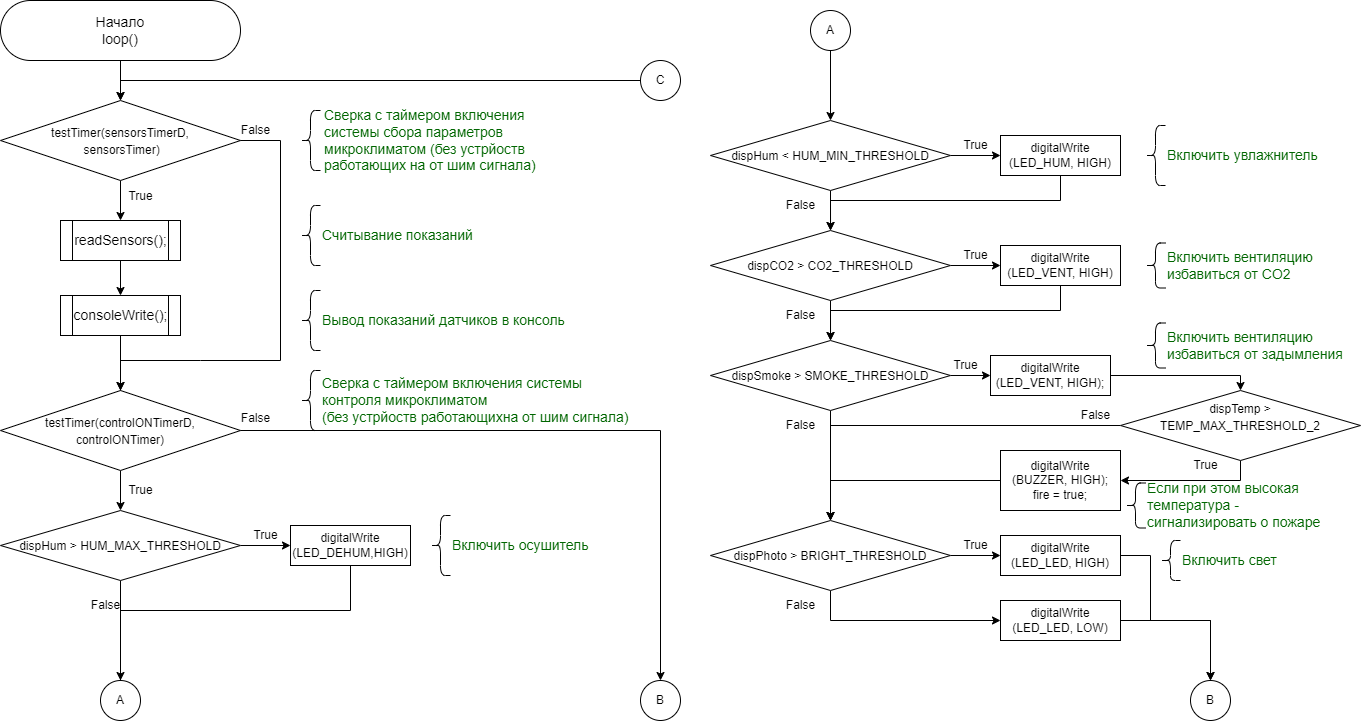 Начало
loop()
C
testTimer(sensorsTimerD,
sensorsTimer)
False
True
Сверка с таймером включения
системы сбора параметров
микроклиматом (без устрйоств
работающих на от шим сигнала)
readSensors();
Считывание показаний
consoleWrite();
Вывод показаний датчиков в консоль
testTimer(controlONTimerD,
controlONTimer)
False
True
Сверка с таймером включения системы
контроля микроклиматом
(без устрйоств работающихна от шим сигнала)
dispHum > HUM_MAX_THRESHOLD
True
False
digitalWrite
(LED_DEHUM,HIGH)
Включить осушитель
A
B
A
dispHum < HUM_MIN_THRESHOLD
True
False
digitalWrite
(LED_HUM, HIGH)
Включить увлажнитель
dispCO2 > CO2_THRESHOLD
True
False
digitalWrite
(LED_VENT, HIGH)
Включить вентиляцию
избавиться от CO2
dispSmoke > SMOKE_THRESHOLD
True
False
digitalWrite
(LED_VENT, HIGH);
Включить вентиляцию
избавиться от задымления
dispTemp >
TEMP_MAX_THRESHOLD_2
False
True
digitalWrite
(BUZZER, HIGH);
fire = true;
Если при этом высокая
температура -
сигнализировать о пожаре
dispPhoto > BRIGHT_THRESHOLD
True
False
digitalWrite
(LED_LED, HIGH)
Включить свет
digitalWrite
(LED_LED, LOW)
B